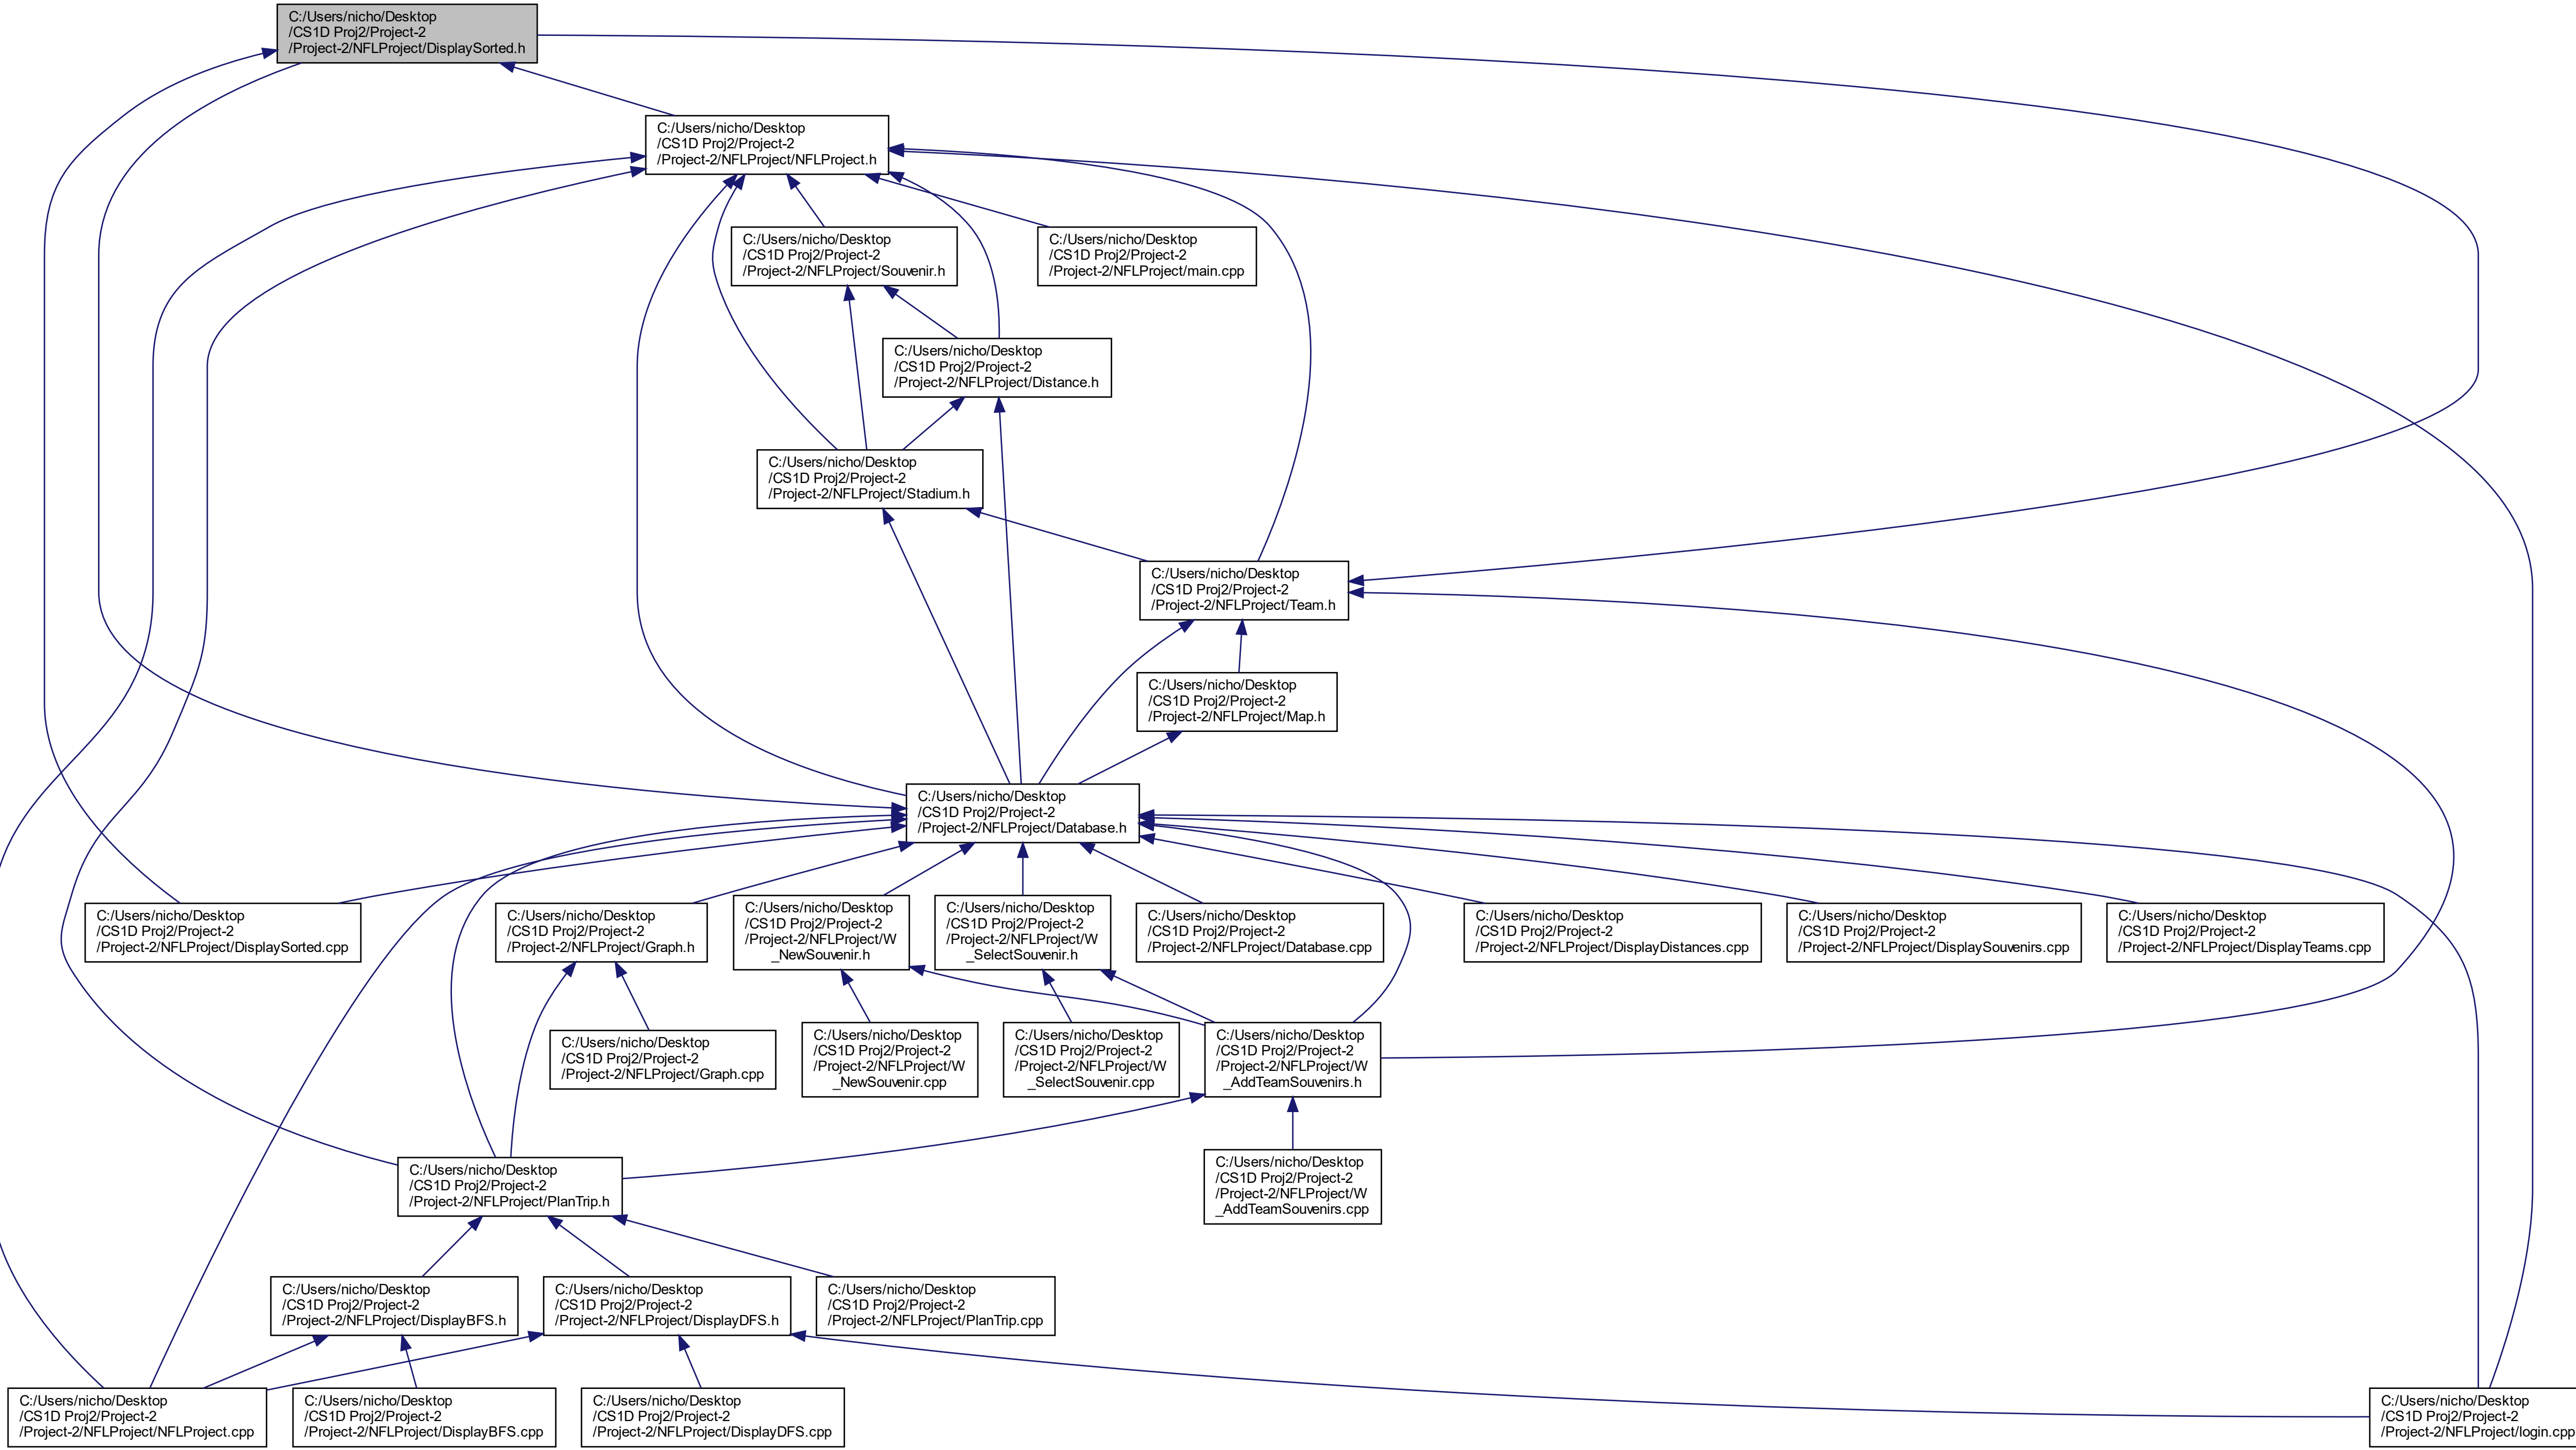 C:/Users/nicho/Desktop
/CS1D Proj2/Project-2
/Project-2/NFLProject/DisplaySorted.h
C:/Users/nicho/Desktop
/CS1D Proj2/Project-2
/Project-2/NFLProject/NFLProject.h
C:/Users/nicho/Desktop
/CS1D Proj2/Project-2
/Project-2/NFLProject/Souvenir.h
C:/Users/nicho/Desktop
/CS1D Proj2/Project-2
/Project-2/NFLProject/main.cpp
C:/Users/nicho/Desktop
/CS1D Proj2/Project-2
/Project-2/NFLProject/Distance.h
C:/Users/nicho/Desktop
/CS1D Proj2/Project-2
/Project-2/NFLProject/Stadium.h
C:/Users/nicho/Desktop
/CS1D Proj2/Project-2
/Project-2/NFLProject/Team.h
C:/Users/nicho/Desktop
/CS1D Proj2/Project-2
/Project-2/NFLProject/Map.h
C:/Users/nicho/Desktop
/CS1D Proj2/Project-2
/Project-2/NFLProject/Database.h
C:/Users/nicho/Desktop
/CS1D Proj2/Project-2
/Project-2/NFLProject/DisplaySorted.cpp
C:/Users/nicho/Desktop
/CS1D Proj2/Project-2
/Project-2/NFLProject/Graph.h
C:/Users/nicho/Desktop
/CS1D Proj2/Project-2
/Project-2/NFLProject/W
_NewSouvenir.h
C:/Users/nicho/Desktop
/CS1D Proj2/Project-2
/Project-2/NFLProject/W
_SelectSouvenir.h
C:/Users/nicho/Desktop
/CS1D Proj2/Project-2
/Project-2/NFLProject/Database.cpp
C:/Users/nicho/Desktop
/CS1D Proj2/Project-2
/Project-2/NFLProject/DisplayDistances.cpp
C:/Users/nicho/Desktop
/CS1D Proj2/Project-2
/Project-2/NFLProject/DisplaySouvenirs.cpp
C:/Users/nicho/Desktop
/CS1D Proj2/Project-2
/Project-2/NFLProject/DisplayTeams.cpp
C:/Users/nicho/Desktop
/CS1D Proj2/Project-2
/Project-2/NFLProject/Graph.cpp
C:/Users/nicho/Desktop
/CS1D Proj2/Project-2
/Project-2/NFLProject/W
_NewSouvenir.cpp
C:/Users/nicho/Desktop
/CS1D Proj2/Project-2
/Project-2/NFLProject/W
_SelectSouvenir.cpp
C:/Users/nicho/Desktop
/CS1D Proj2/Project-2
/Project-2/NFLProject/W
_AddTeamSouvenirs.h
C:/Users/nicho/Desktop
/CS1D Proj2/Project-2
/Project-2/NFLProject/PlanTrip.h
C:/Users/nicho/Desktop
/CS1D Proj2/Project-2
/Project-2/NFLProject/W
_AddTeamSouvenirs.cpp
C:/Users/nicho/Desktop
/CS1D Proj2/Project-2
/Project-2/NFLProject/DisplayBFS.h
C:/Users/nicho/Desktop
/CS1D Proj2/Project-2
/Project-2/NFLProject/DisplayDFS.h
C:/Users/nicho/Desktop
/CS1D Proj2/Project-2
/Project-2/NFLProject/PlanTrip.cpp
C:/Users/nicho/Desktop
/CS1D Proj2/Project-2
/Project-2/NFLProject/NFLProject.cpp
C:/Users/nicho/Desktop
/CS1D Proj2/Project-2
/Project-2/NFLProject/DisplayBFS.cpp
C:/Users/nicho/Desktop
/CS1D Proj2/Project-2
/Project-2/NFLProject/DisplayDFS.cpp
C:/Users/nicho/Desktop
/CS1D Proj2/Project-2
/Project-2/NFLProject/login.cpp